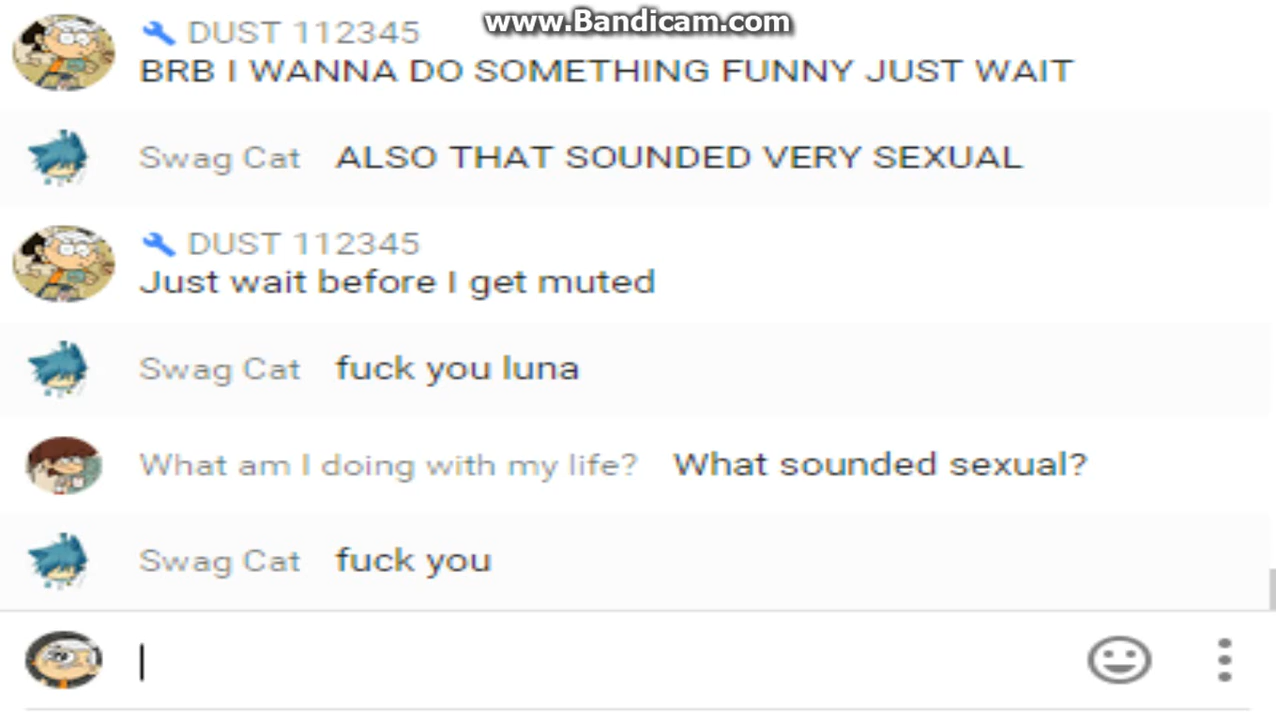 www.Bandicam.com
DUST 112345
BRB I WANNA DO SOMETHING FUNNY JUST WAIT
Swag Cat ALSO THAT SOUNDED VERY SEXUAL
DUST 112345
Just wait before I get muted
Swag Cat fuck you luna
What am I doing with my life? What sounded sexual?
Swag Cat fuck you